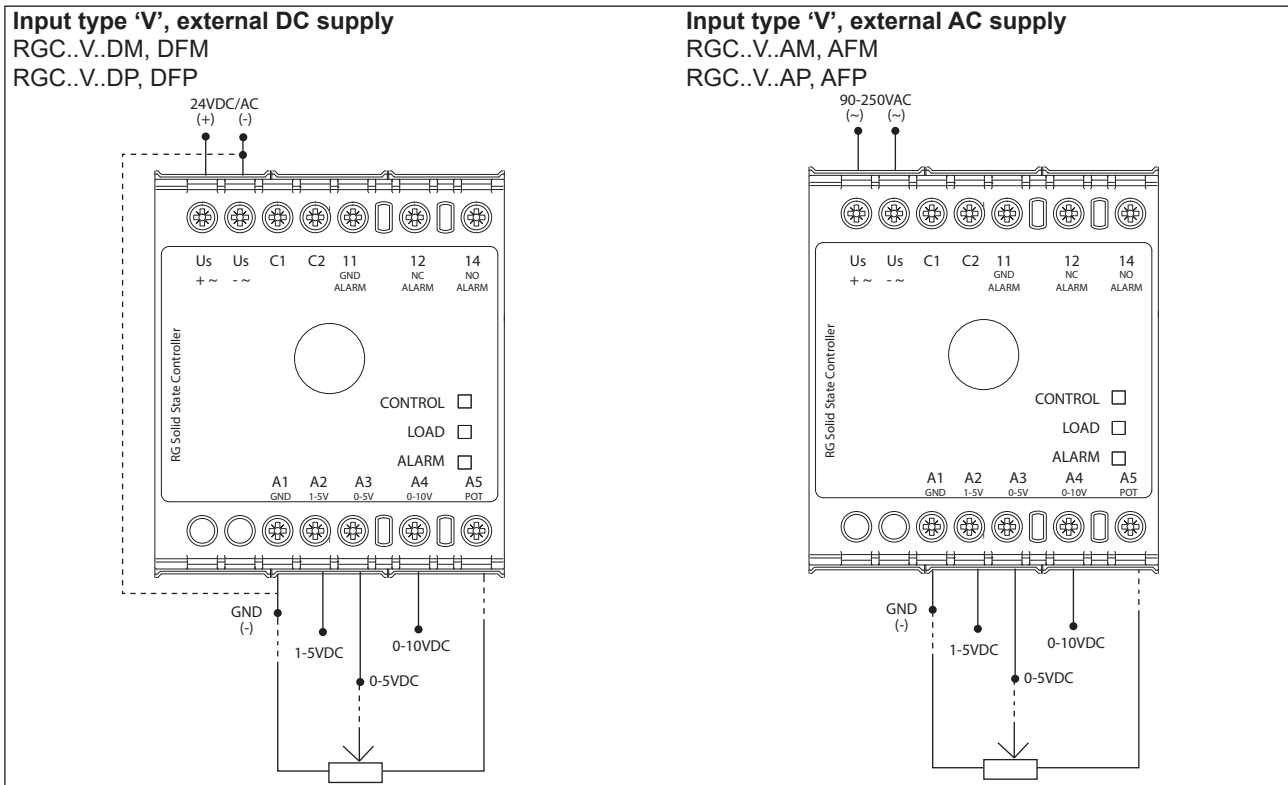 Input type ‘V’, external DC supply
RGC..V..DM, DFM
RGC..V..DP, DFP
24VDC/AC
(+) (-)
Us Us C1 C2 11 12 14
+ ~ - ~ GND NC NO
ALARM ALARM ALARM
RG Solid State Controller
CONTROL
LOAD
ALARM
A1 A2 A3 A4 A5
GND 1-5V 0-5V 0-10V POT
GND
(-)
1-5VDC
0-10VDC
0-5VDC
Input type ‘V’, external AC supply
RGC..V..AM, AFM
RGC..V..AP, AFP
90-250VAC
(~) (~)
Us Us C1 C2 11 12 14
+ ~ - ~ GND NC NO
ALARM ALARM ALARM
RG Solid State Controller
CONTROL
LOAD
ALARM
A1 A2 A3 A4 A5
GND 1-5V 0-5V 0-10V POT
GND
(-)
1-5VDC
0-10VDC
0-5VDC